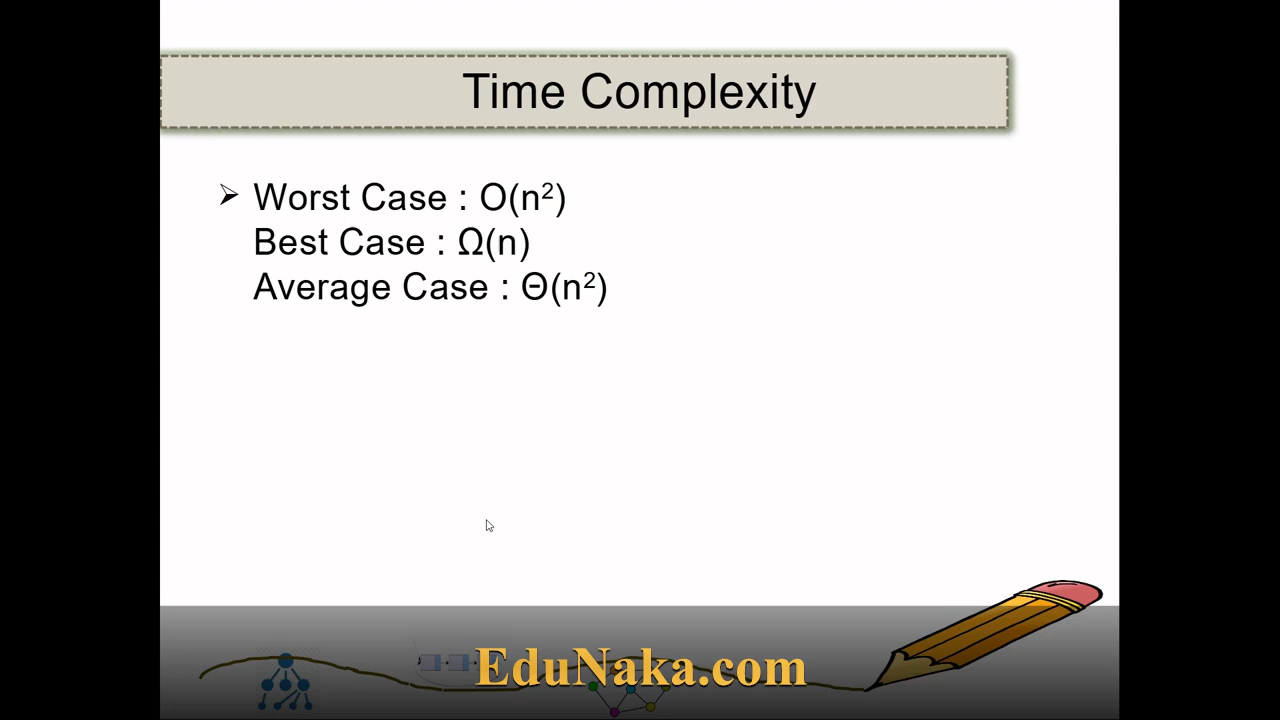 Time Complexity
➢ Worst Case : O(n²)
Best Case : Ω(n)
Average Case : Θ(n²)
EduNaka.com